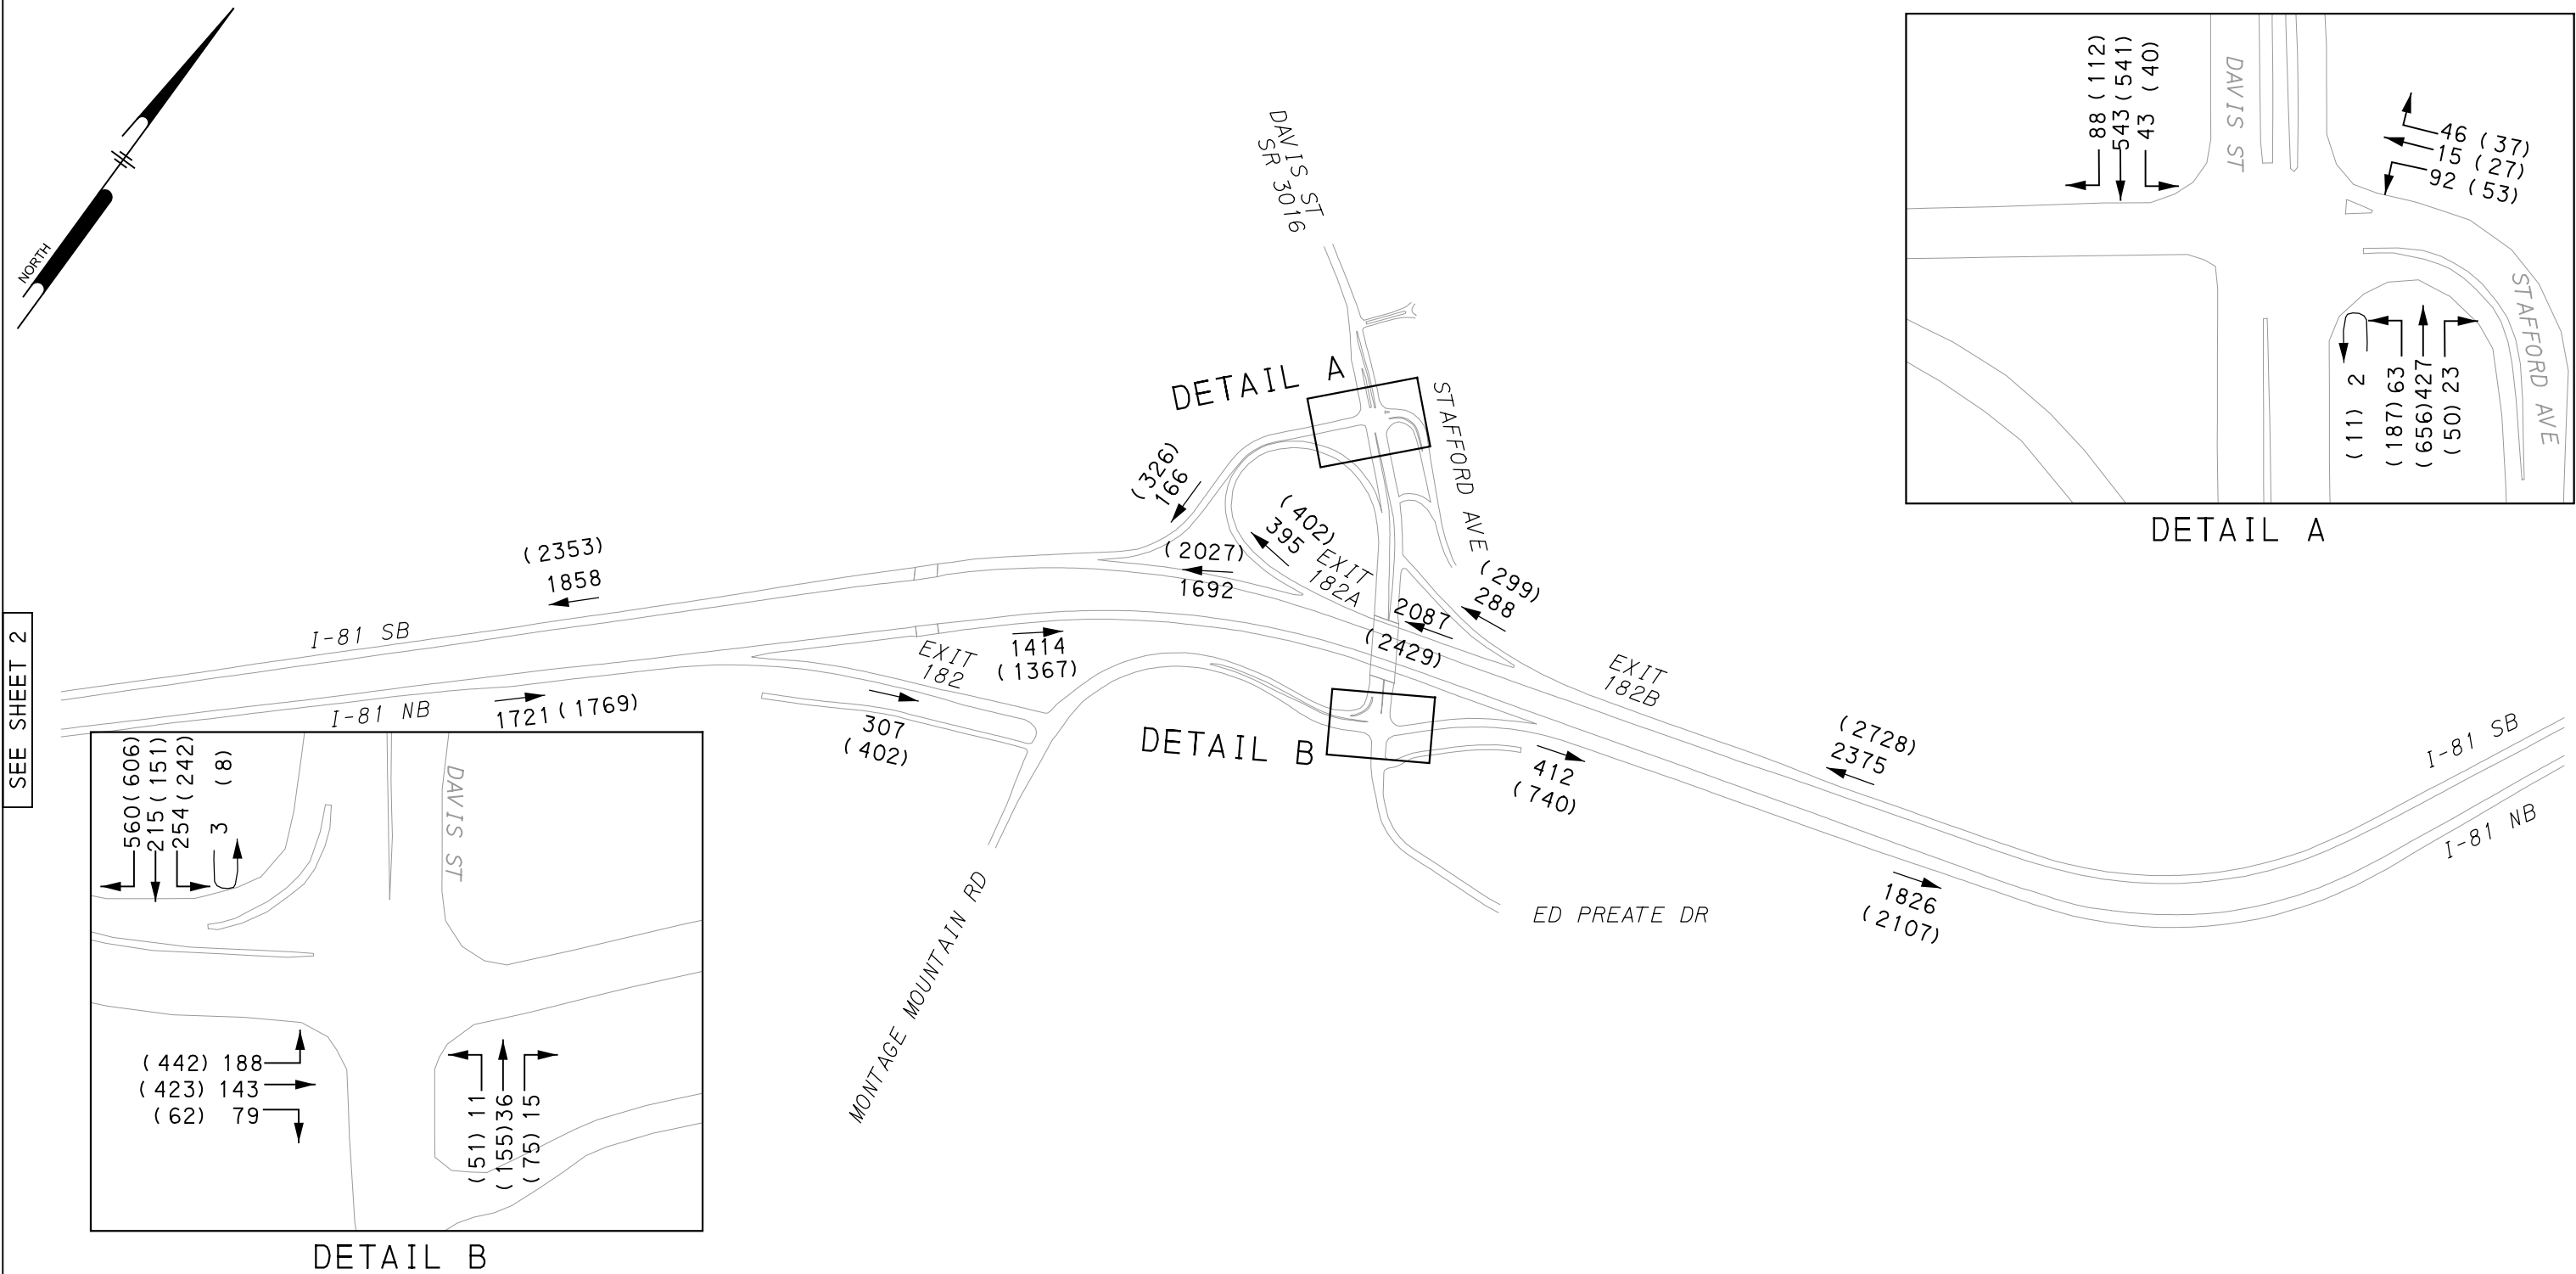 NORTH
SEE SHEET 2
DAVIS ST
SR 3016
DETAIL A
STAFFORD AVE
(326)
166
(402)
395
EXIT
182A
(299)
288
(2353)
1858
(2027)
1692
2087
(2429)
I-81 SB
I-81 NB
1721 (1769)
EXIT
182
1414
(1367)
307
(402)
EXIT
182B
DETAIL B
412
(740)
(2728)
2375
1826
(2107)
I-81 SB
I-81 NB
MONTAGE MOUNTAIN RD
ED PREATE DR
88 (112)
543 (541)
43 (40)
DAVIS ST
46 (37)
15 (27)
92 (53)
STAFFORD AVE
(11) 2
(187) 63
(656) 427
(50) 23
DETAIL A
560 (606)
215 (151)
254 (242)
3 (8)
DAVIS ST
(442) 188
(423) 143
(62) 79
(51) 11
(155) 36
(75) 15
DETAIL B